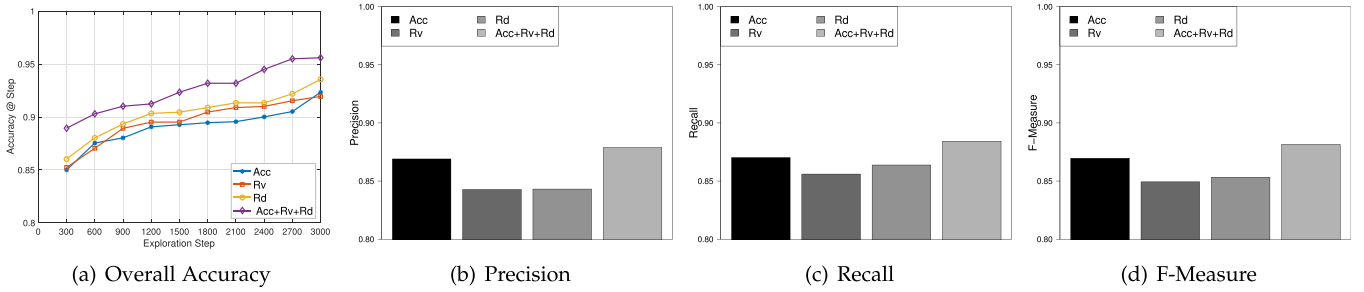 1
0.95
0.9
0.85
0.8
Accuracy @ Step
0 300 600 900 1200 1500 1800 2100 2400 2700 3000
Exploration Step
Acc
Rv
Rd
Acc+Rv+Rd
(a) Overall Accuracy
1.00
0.95
0.90
0.85
0.80
Precision
Acc Rd
Rv Acc+Rv+Rd
(b) Precision
1.00
0.95
0.90
0.85
0.80
Recall
Acc Rd
Rv Acc+Rv+Rd
(c) Recall
1.00
0.95
0.90
0.85
0.80
F−Measure
Acc Rd
Rv Acc+Rv+Rd
(d) F-Measure